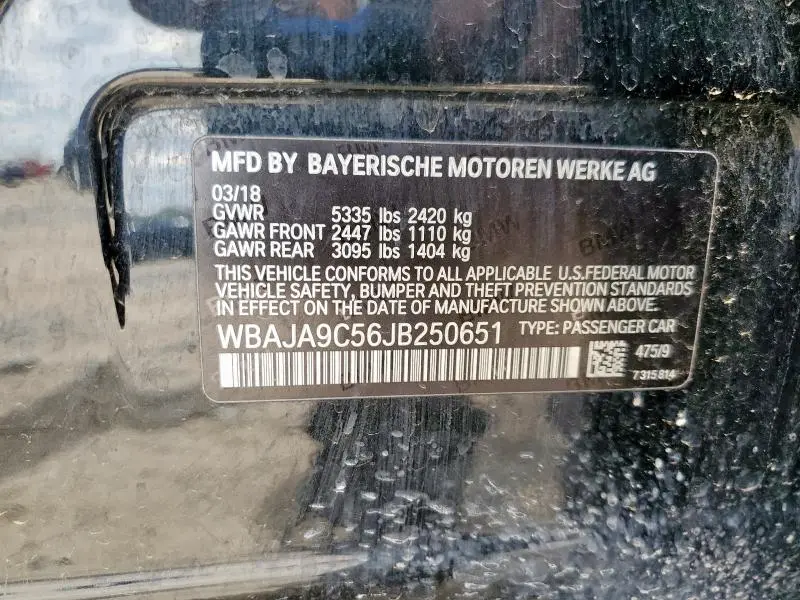 MFD BY BAYERISCHE MOTOREN WERKE AG
03/18
GVWR 5335 lbs 2420 kg
GAWR FRONT 2447 lbs 1110 kg
GAWR REAR 3095 lbs 1404 kg
THIS VEHICLE CONFORMS TO ALL APPLICABLE U.S.FEDERAL MOTOR
VEHICLE SAFETY, BUMPER AND THEFT PREVENTION STANDARDS
IN EFFECT ON THE DATE OF MANUFACTURE SHOWN ABOVE.
WBAJA9C56JB250651 TYPE: PASSENGER CAR
475/9
7315814